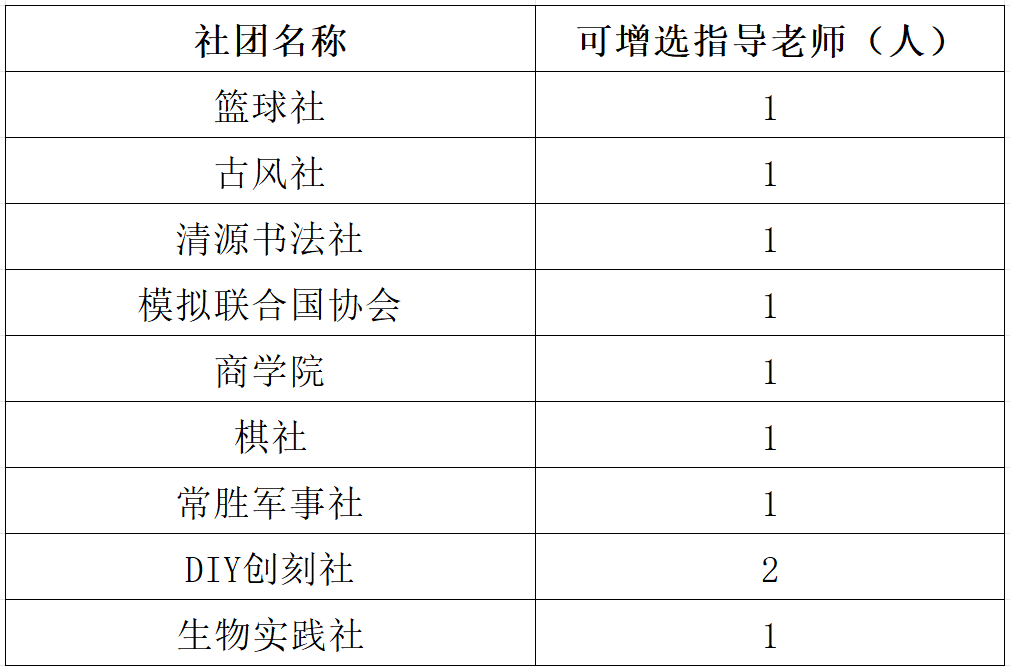 社团名称 可增选指导老师（人）
篮球社 1
古风社 1
清源书法社 1
模拟联合国协会 1
商学院 1
棋社 1
常胜军事社 1
DIY创刻社 2
生物实践社 1